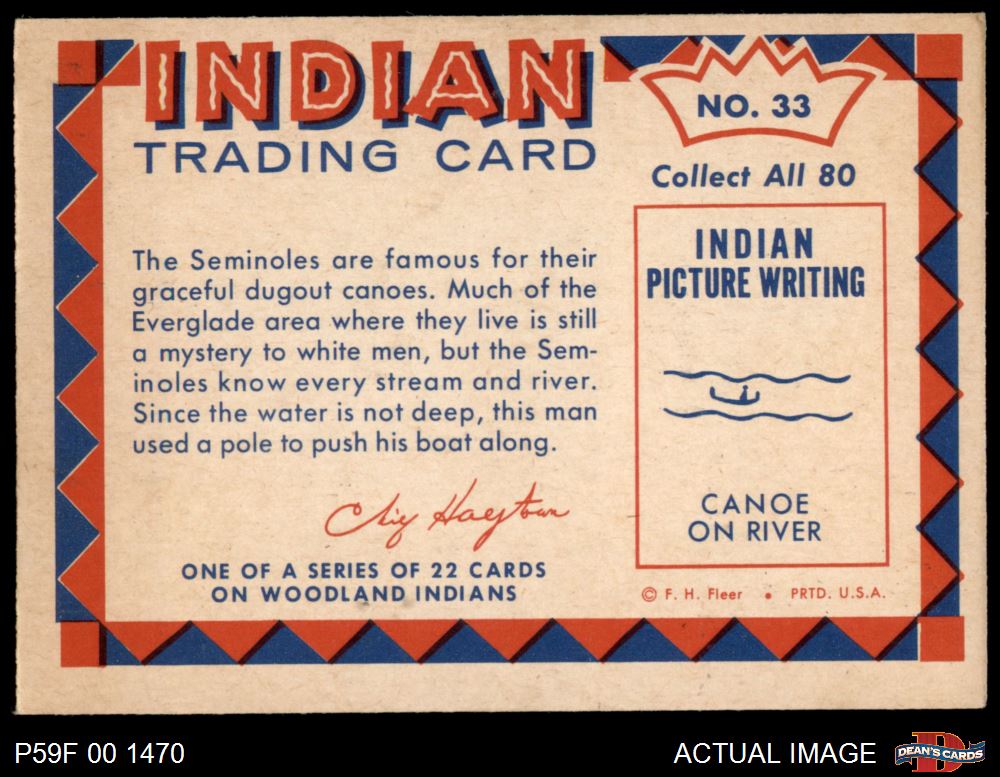 INDIAN
TRADING CARD
NO. 33
Collect All 80
The Seminoles are famous for their
graceful dugout canoes. Much of the
Everglade area where they live is still
a mystery to white men, but the Sem-
inoles know every stream and river.
Since the water is not deep, this man
used a pole to push his boat along.
Chief Haystown
ONE OF A SERIES OF 22 CARDS
ON WOODLAND INDIANS
INDIAN
PICTURE WRITING
CANOE
ON RIVER
© F. H. Fleer • PRTD. U.S.A.
P59F 00 1470
ACTUAL IMAGE
DEAN'S CARDS